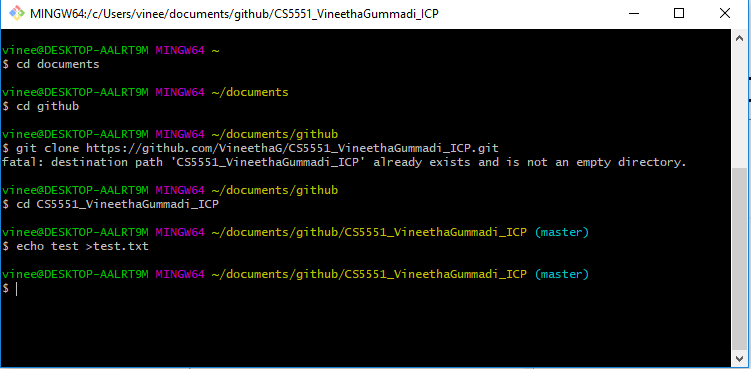 MINGW64:/c/Users/vinee/documents/github/CS5551_VineethaGummadi_ICP
vinee@DESKTOP-AALRT9M MINGW64 ~
$ cd documents
vinee@DESKTOP-AALRT9M MINGW64 ~/documents
$ cd github
vinee@DESKTOP-AALRT9M MINGW64 ~/documents/github
$ git clone https://github.com/VineethaG/CS5551_VineethaGummadi_ICP.git
fatal: destination path 'CS5551_VineethaGummadi_ICP' already exists and is not an empty directory.
vinee@DESKTOP-AALRT9M MINGW64 ~/documents/github
$ cd CS5551_VineethaGummadi_ICP
vinee@DESKTOP-AALRT9M MINGW64 ~/documents/github/CS5551_VineethaGummadi_ICP (master)
$ echo test >test.txt
vinee@DESKTOP-AALRT9M MINGW64 ~/documents/github/CS5551_VineethaGummadi_ICP (master)
$